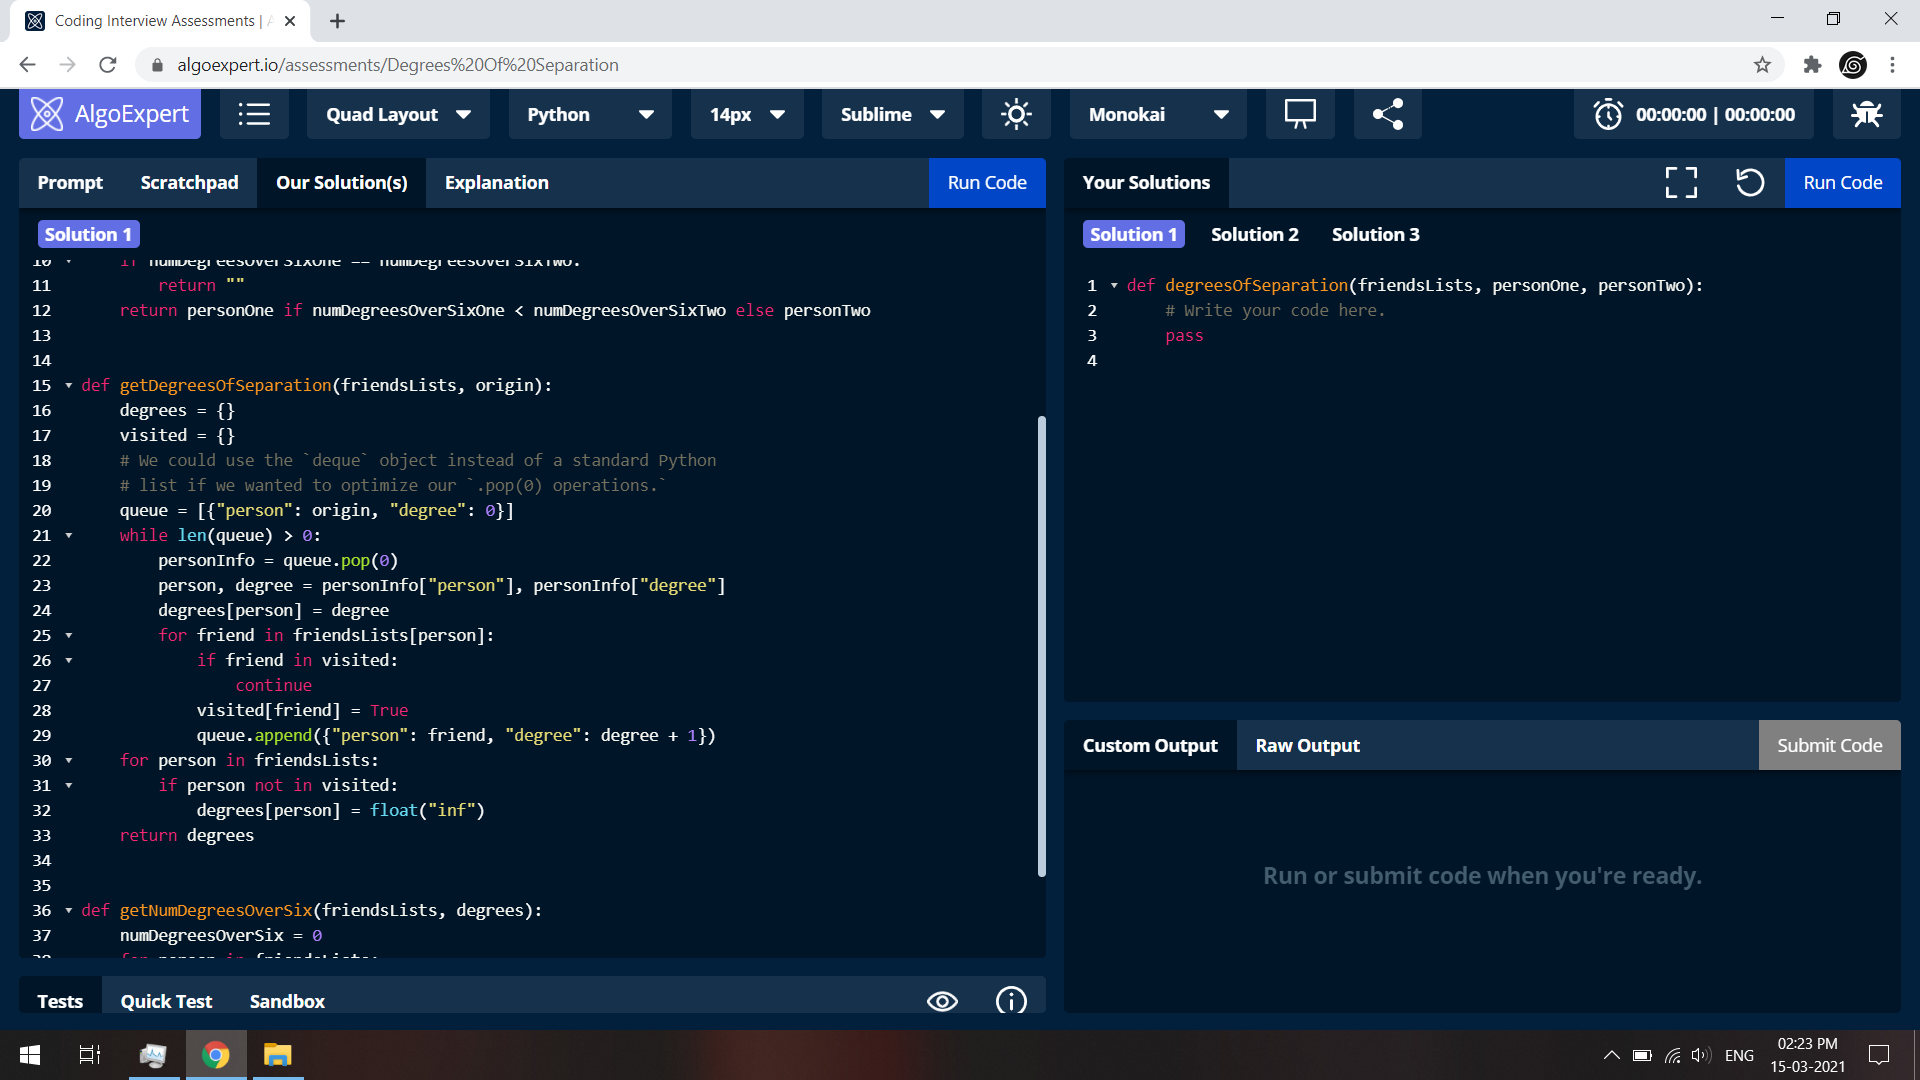 Coding Interview Assessments | A
algoexpert.io/assessments/Degrees%20Of%20Separation
AlgoExpert
Quad Layout
Python
14px
Sublime
Monokai
00:00:00 | 00:00:00
Prompt
Scratchpad
Our Solution(s)
Explanation
Run Code
Solution 1
10 if numDegreesOverSixOne == numDegreesOverSixTwo:
11 return ""
12 return personOne if numDegreesOverSixOne < numDegreesOverSixTwo else personTwo
13
14
15 def getDegreesOfSeparation(friendsLists, origin):
16 degrees = {}
17 visited = {}
18 # We could use the `deque` object instead of a standard Python
19 # list if we wanted to optimize our `.pop(0) operations.`
20 queue = [{"person": origin, "degree": 0}]
21 while len(queue) > 0:
22 personInfo = queue.pop(0)
23 person, degree = personInfo["person"], personInfo["degree"]
24 degrees[person] = degree
25 for friend in friendsLists[person]:
26 if friend in visited:
27 continue
28 visited[friend] = True
29 queue.append({"person": friend, "degree": degree + 1})
30 for person in friendsLists:
31 if person not in visited:
32 degrees[person] = float("inf")
33 return degrees
34
35
36 def getNumDegreesOverSix(friendsLists, degrees):
37 numDegreesOverSix = 0
38 for person in friendsLists:
Tests
Quick Test
Sandbox
Your Solutions
Run Code
Solution 1
Solution 2
Solution 3
1 def degreesOfSeparation(friendsLists, personOne, personTwo):
2 # Write your code here.
3 pass
4
Custom Output
Raw Output
Submit Code
Run or submit code when you're ready.
ENG
02:23 PM
15-03-2021